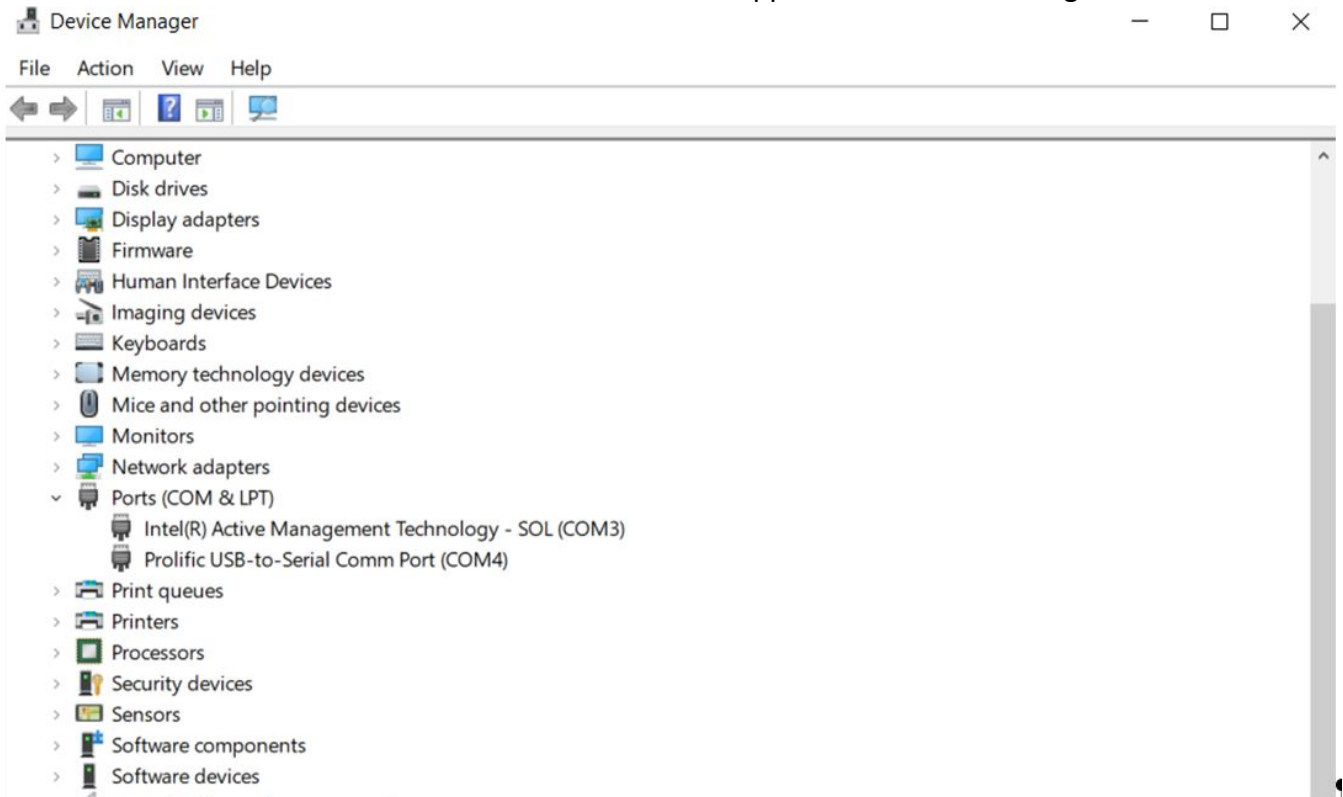 Device Manager
File Action View Help
Computer
Disk drives
Display adapters
Firmware
Human Interface Devices
Imaging devices
Keyboards
Memory technology devices
Mice and other pointing devices
Monitors
Network adapters
Ports (COM & LPT)
Intel(R) Active Management Technology - SOL (COM3)
Prolific USB-to-Serial Comm Port (COM4)
Print queues
Printers
Processors
Security devices
Sensors
Software components
Software devices